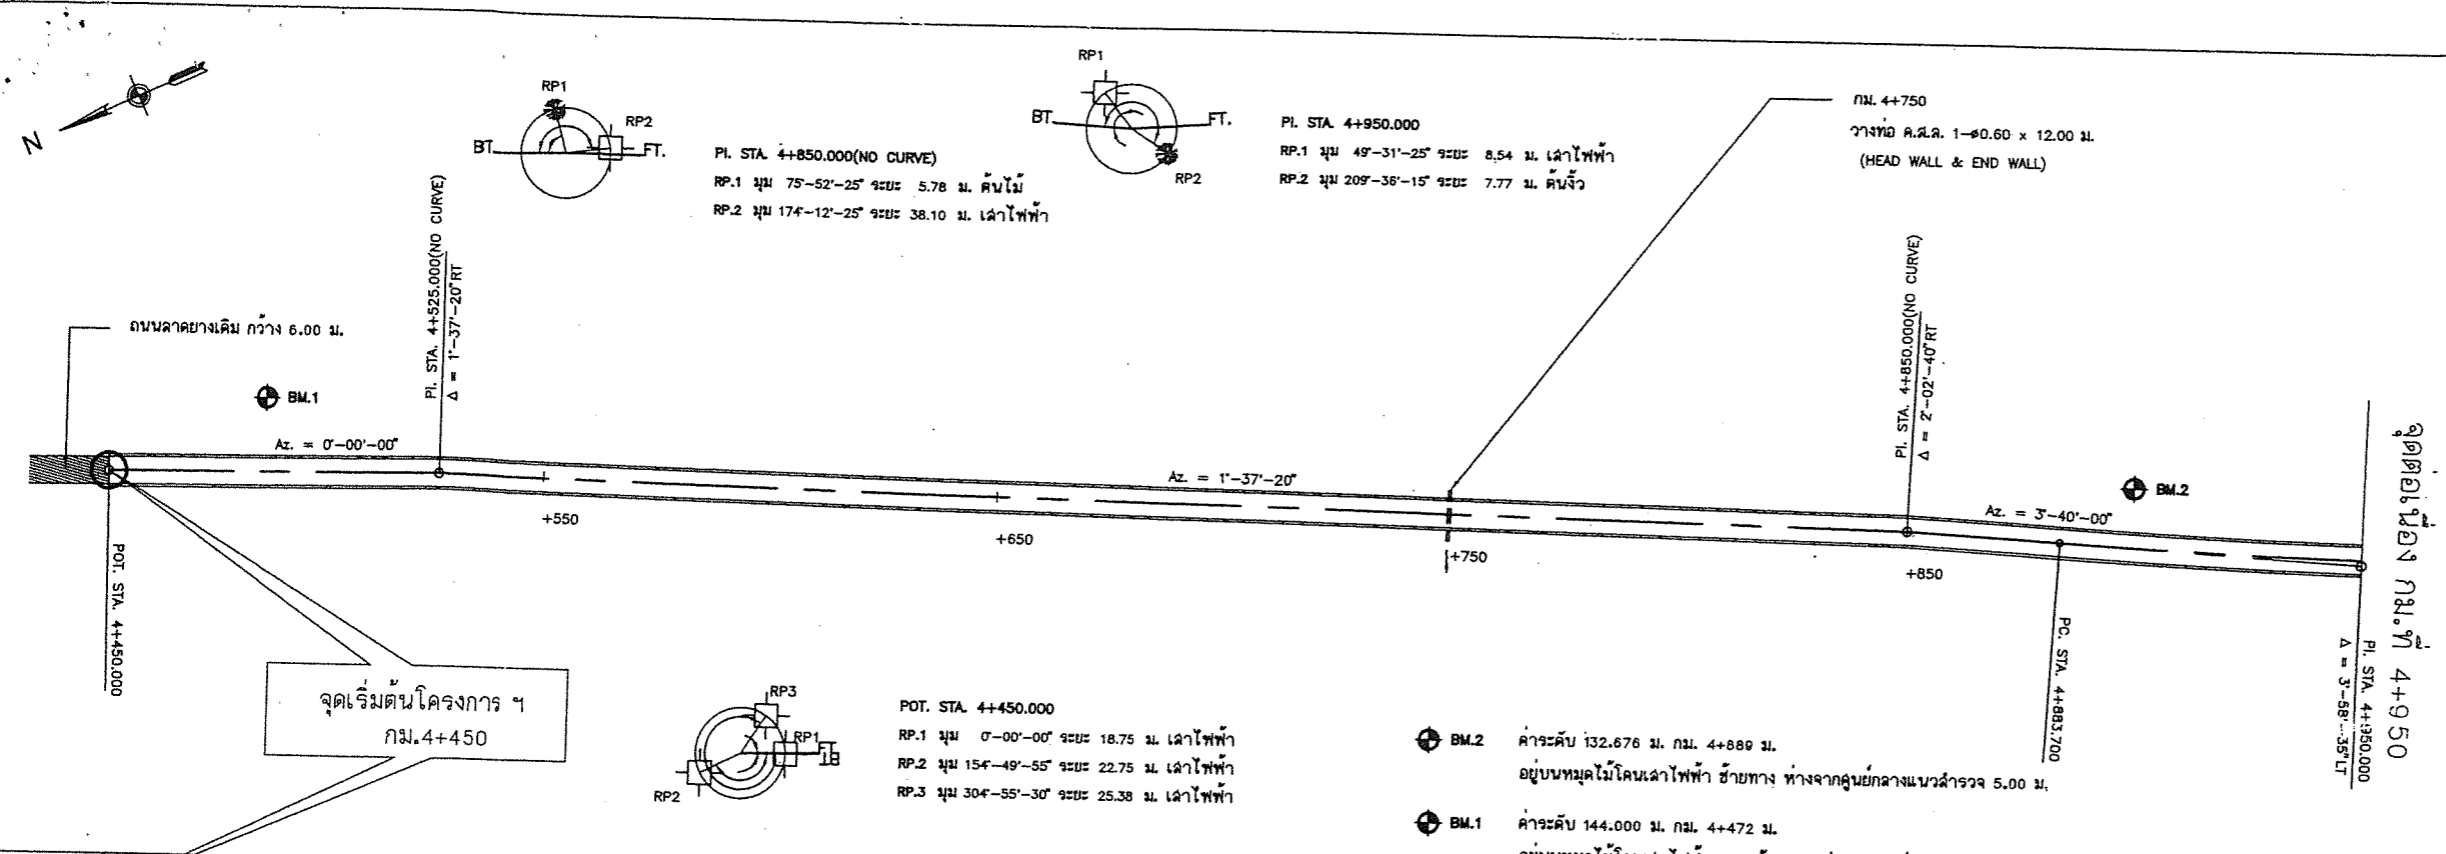 N
RP1
RP2
BT.
FT.
PI. STA. 4+850.000(NO CURVE)
RP.1 มุม 75°-52'-25" ระยะ 5.78 ม. ต้นไม้
RP.2 มุม 174°-12'-25" ระยะ 38.10 ม. เสาไฟฟ้า
RP1
BT.
FT.
RP2
PI. STA. 4+950.000
RP.1 มุม 49°-31'-25" ระยะ 8.54 ม. เสาไฟฟ้า
RP.2 มุม 209°-36'-15" ระยะ 7.77 ม. ต้นงิ้ว
กม. 4+750
วางท่อ ค.ส.ล. 1-ø0.60 x 12.00 ม.
(HEAD WALL & END WALL)
ถนนลาดยางเดิม กว้าง 6.00 ม.
BM.1
PI. STA. 4+525.000(NO CURVE)
Δ = 1°-37'-20"RT
PI. STA. 4+850.000(NO CURVE)
Δ = 2°-02'-40"RT
BM.2
Az. = 0°-00'-00"
Az. = 1°-37'-20"
Az. = 3°-40'-00"
+550
+650
+750
+850
POT. STA. 4+450.000
PC. STA. 4+883.700
PI. STA. 4+950.000
Δ = 3°-58'-35"LT
จุดต่อเนื่อง กม.ที่ 4+950
จุดเริ่มต้นโครงการ ฯ
กม.4+450
RP3
RP1
FT.
RP2
POT. STA. 4+450.000
RP.1 มุม 0°-00'-00" ระยะ 18.75 ม. เสาไฟฟ้า
RP.2 มุม 154°-49'-55" ระยะ 22.75 ม. เสาไฟฟ้า
RP.3 มุม 304°-55'-30" ระยะ 25.38 ม. เสาไฟฟ้า
BM.2 ค่าระดับ 132.676 ม. กม. 4+889 ม.
อยู่บนหมุดไม้โคนเสาไฟฟ้า ซ้ายทาง ห่างจากศูนย์กลางแนวสำรวจ 5.00 ม.
BM.1 ค่าระดับ 144.000 ม. กม. 4+472 ม.